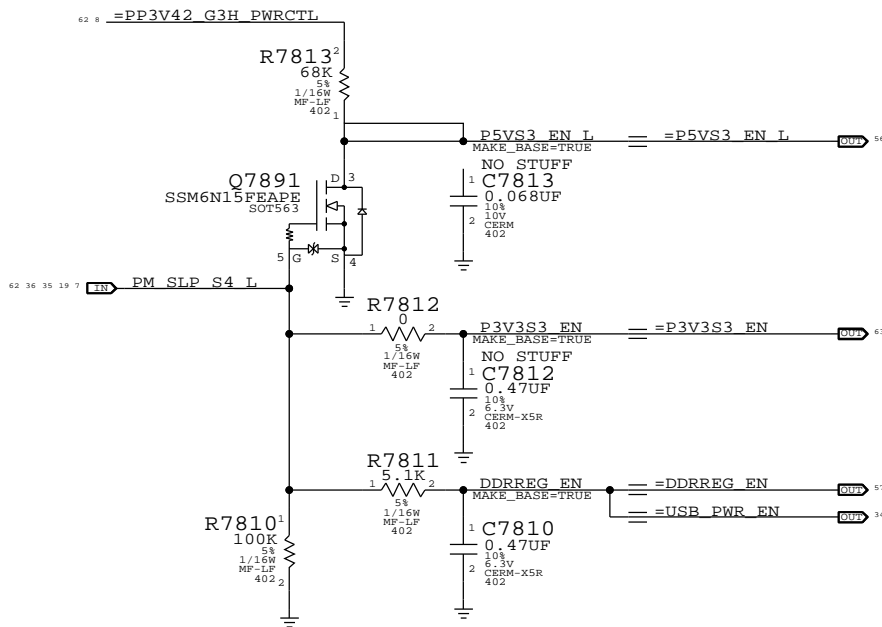 62 8 =PP3V42_G3H_PWRCTL
R7813 2
68K
5%
1/16W
MF-LF
402
1
P5VS3_EN_L =P5VS3_EN_L OUT 56
MAKE_BASE=TRUE
NO STUFF
1 C7813
0.068UF
10%
10V
CERM
402
2
Q7891 D 3
SSM6N15FEAPE
SOT563
5 G S 4
62 36 35 19 7 IN PM_SLP_S4_L
R7812
0
1 2
5%
1/16W
MF-LF
402
P3V3S3_EN =P3V3S3_EN OUT 63
MAKE_BASE=TRUE
NO STUFF
1 C7812
0.47UF
10%
6.3V
CERM-X5R
402
2
R7811
5.1K
1 2
5%
1/16W
MF-LF
402
DDRREG_EN =DDRREG_EN OUT 57
MAKE_BASE=TRUE
=USB_PWR_EN OUT 34
R7810 1
100K
5%
1/16W
MF-LF
402 2
1 C7810
0.47UF
10%
6.3V
CERM-X5R
402
2